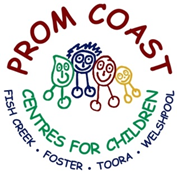 PROM COAST
CENTRES FOR CHILDREN
FISH CREEK · FOSTER · TOORA · WELSHPOOL